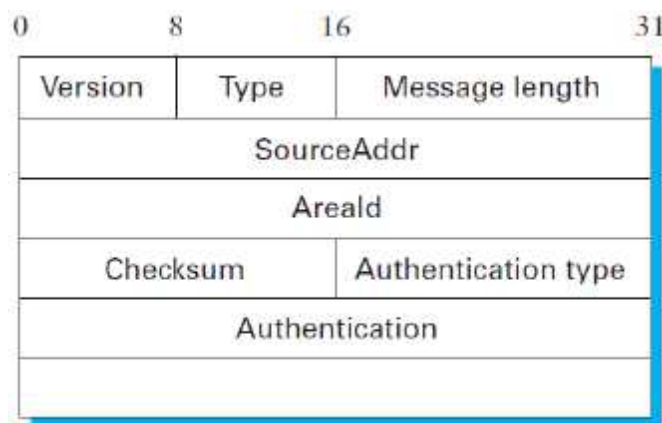 0 8 16 31
Version Type Message length
SourceAddr
AreaId
Checksum Authentication type
Authentication